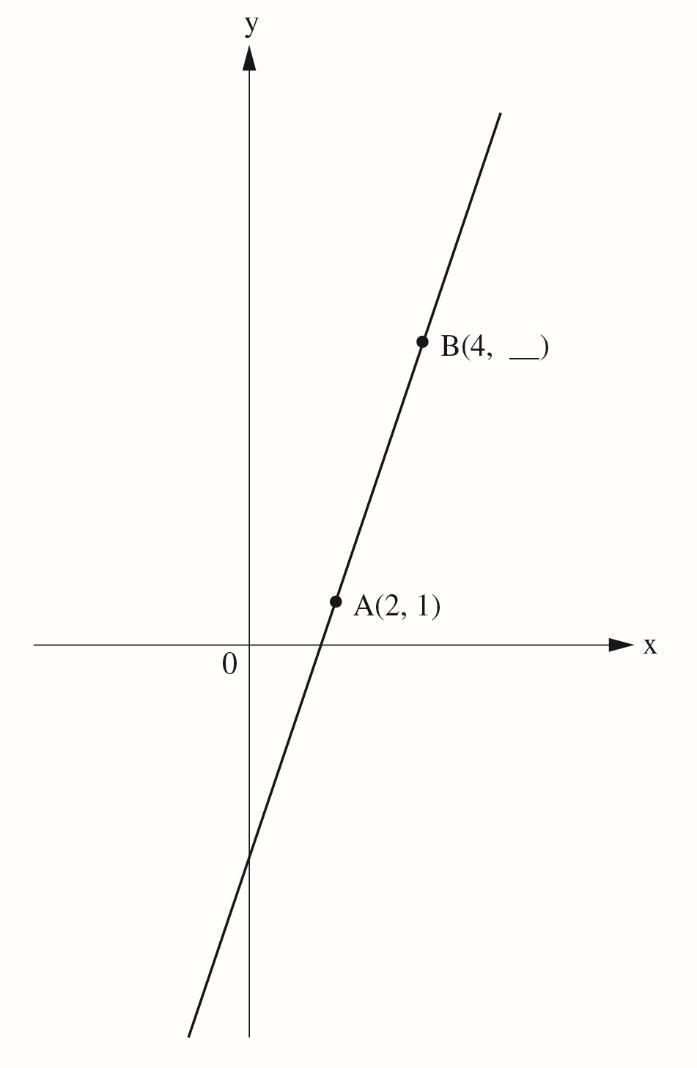 y
B(4, __)
A(2, 1)
x
0